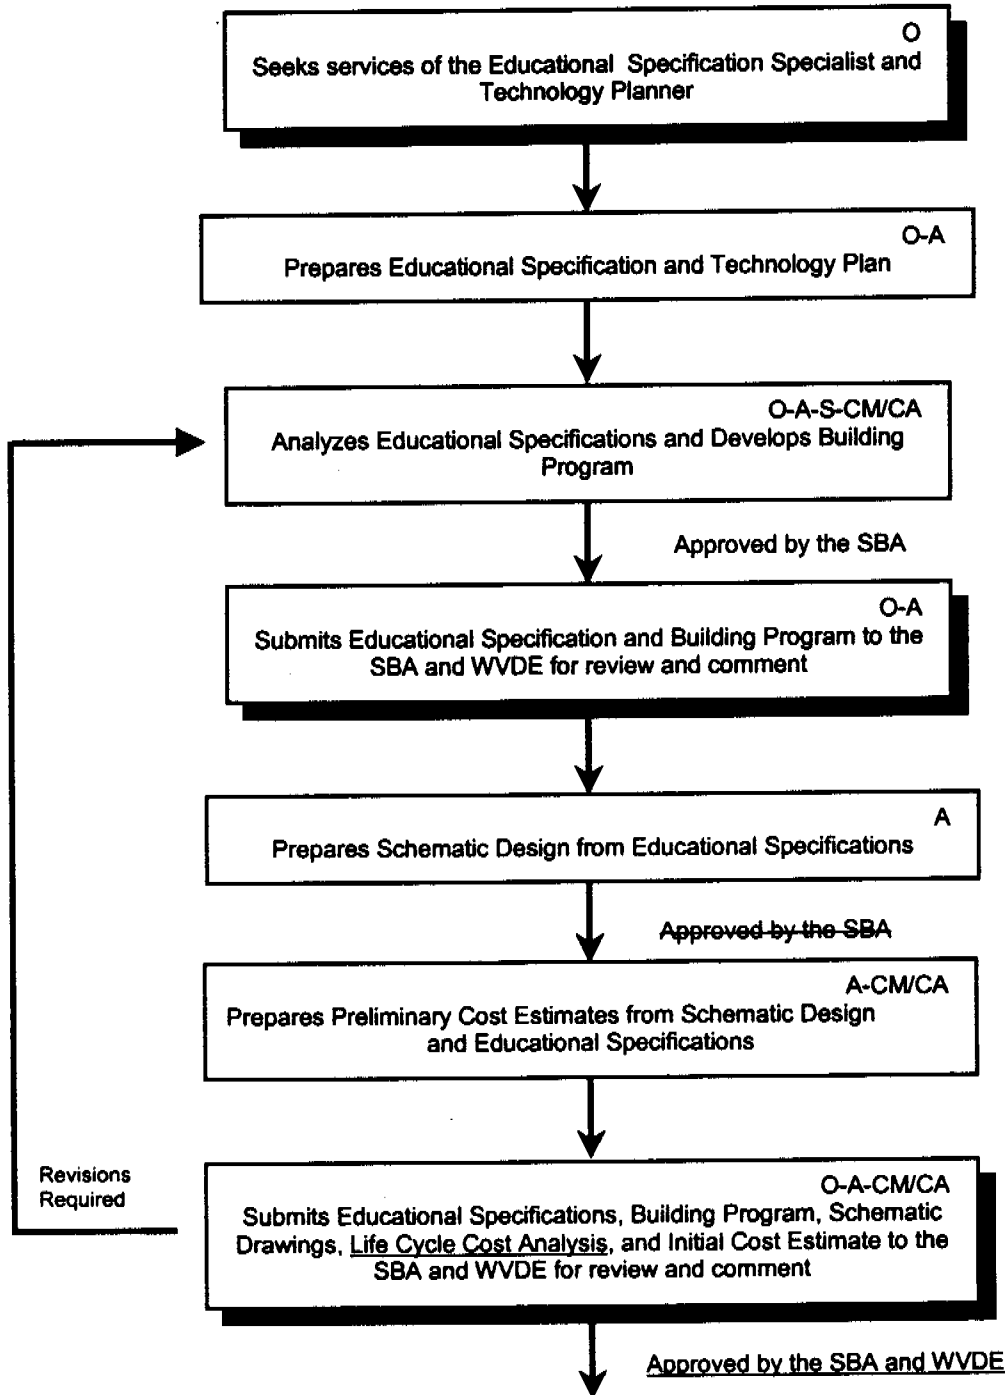 O
Seeks services of the Educational Specification Specialist and
Technology Planner
O-A
Prepares Educational Specification and Technology Plan
O-A-S-CM/CA
Analyzes Educational Specifications and Develops Building
Program
Approved by the SBA
O-A
Submits Educational Specification and Building Program to the
SBA and WVDE for review and comment
A
Prepares Schematic Design from Educational Specifications
Approved by the SBA
A-CM/CA
Prepares Preliminary Cost Estimates from Schematic Design
and Educational Specifications
Revisions
Required
O-A-CM/CA
Submits Educational Specifications, Building Program, Schematic
Drawings, Life Cycle Cost Analysis, and Initial Cost Estimate to the
SBA and WVDE for review and comment
Approved by the SBA and WVDE